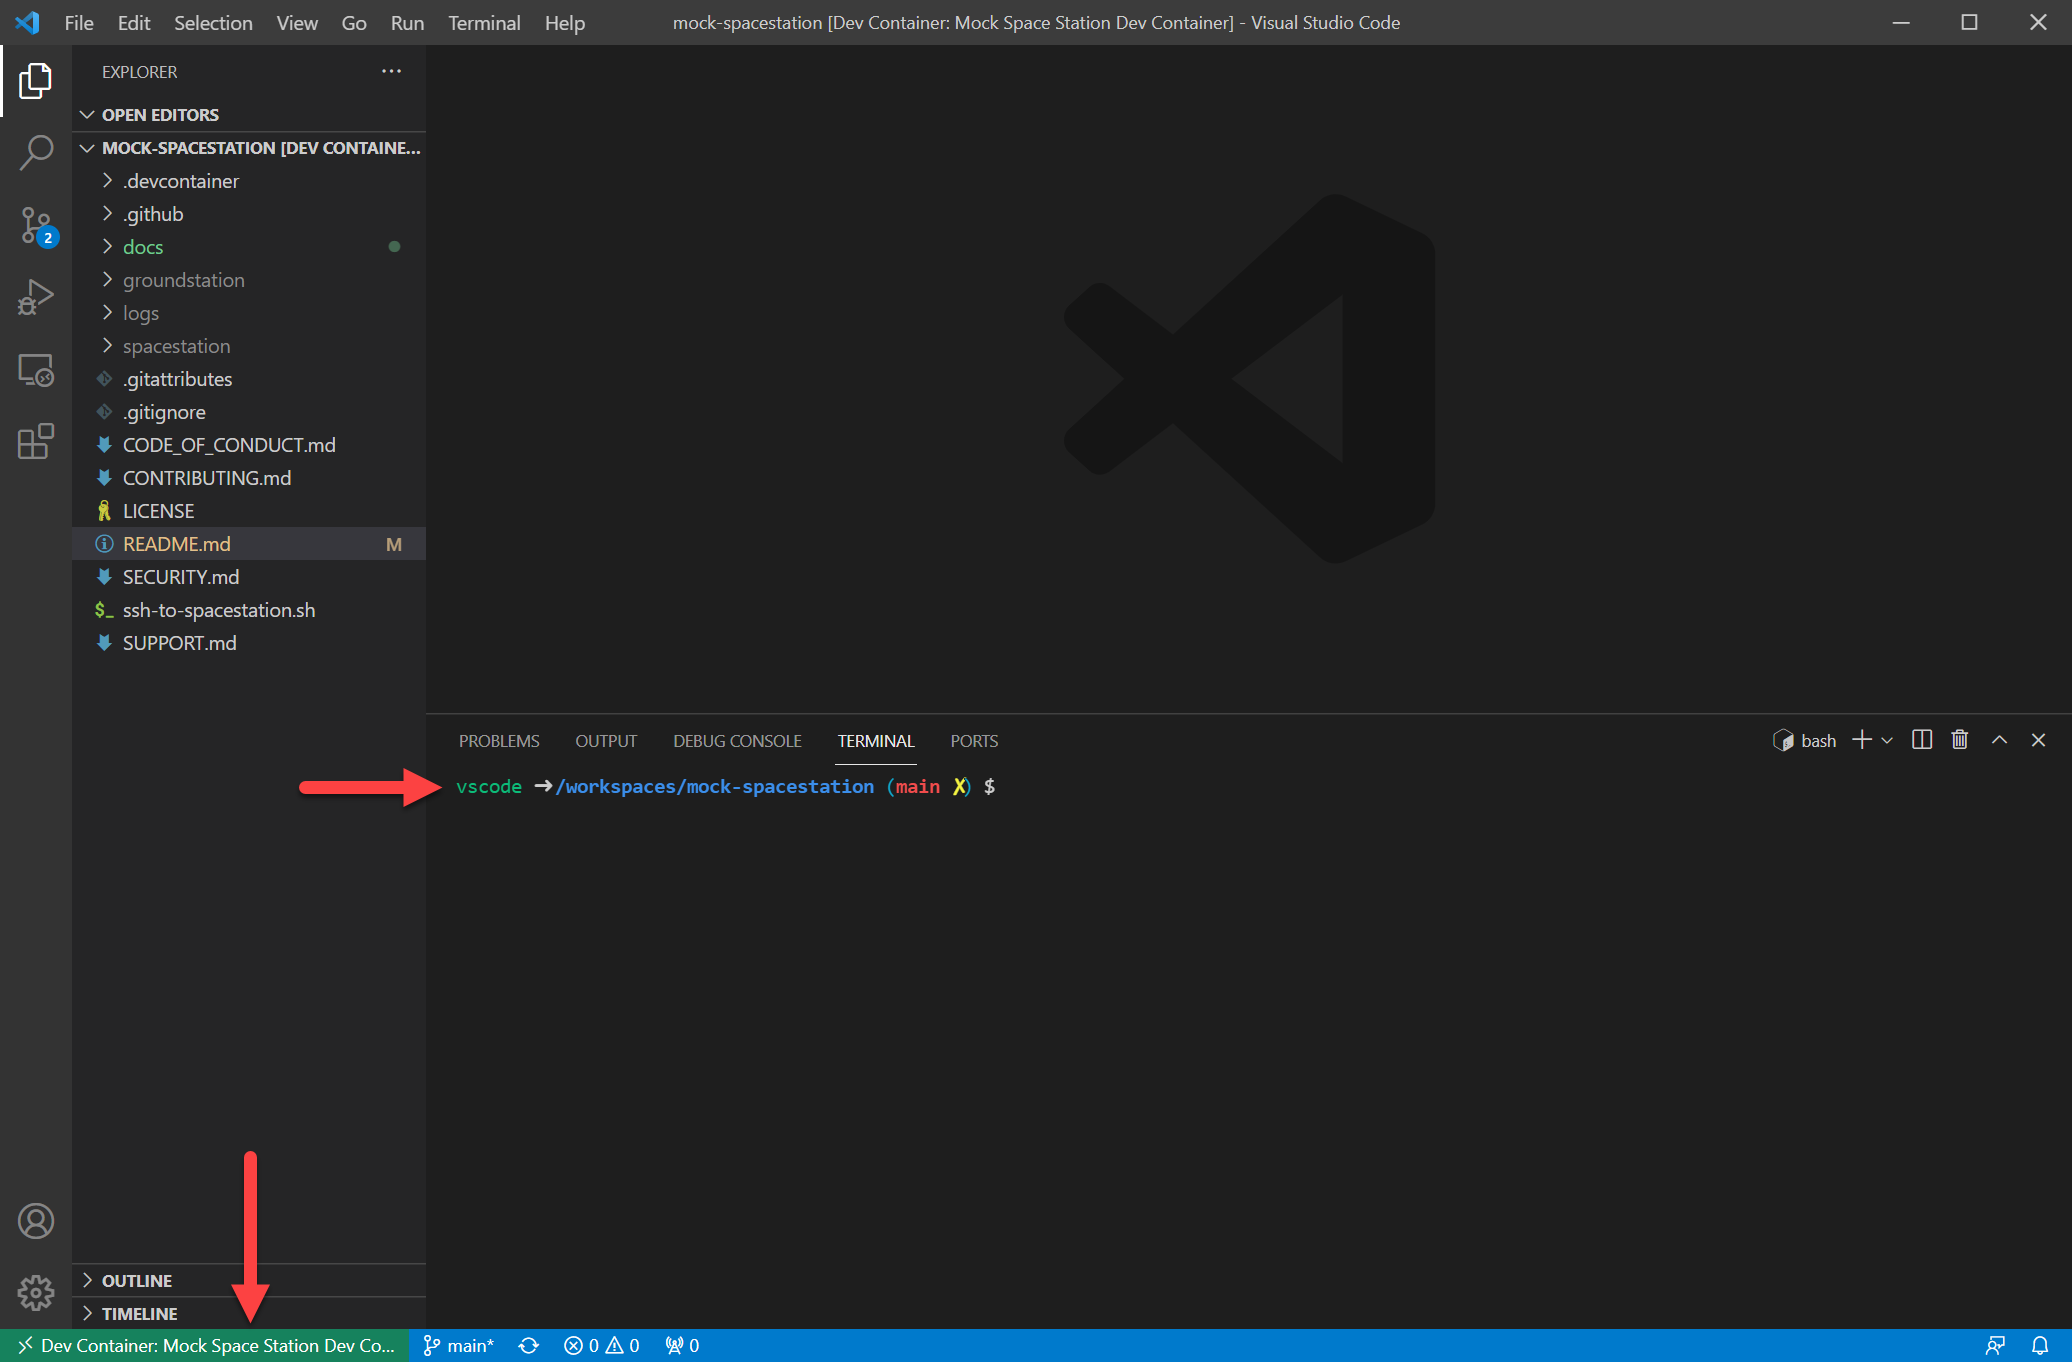 File Edit Selection View Go Run Terminal Help
mock-spacestation [Dev Container: Mock Space Station Dev Container] - Visual Studio Code
EXPLORER
OPEN EDITORS
MOCK-SPACESTATION [DEV CONTAINE...
.devcontainer
.github
docs
groundstation
logs
spacestation
.gitattributes
.gitignore
CODE_OF_CONDUCT.md
CONTRIBUTING.md
LICENSE
README.md M
SECURITY.md
$_ ssh-to-spacestation.sh
SUPPORT.md
2
PROBLEMS OUTPUT DEBUG CONSOLE TERMINAL PORTS
bash
vscode ➜/workspaces/mock-spacestation (main ✗) $
OUTLINE
TIMELINE
Dev Container: Mock Space Station Dev Co... main* 0 0 0